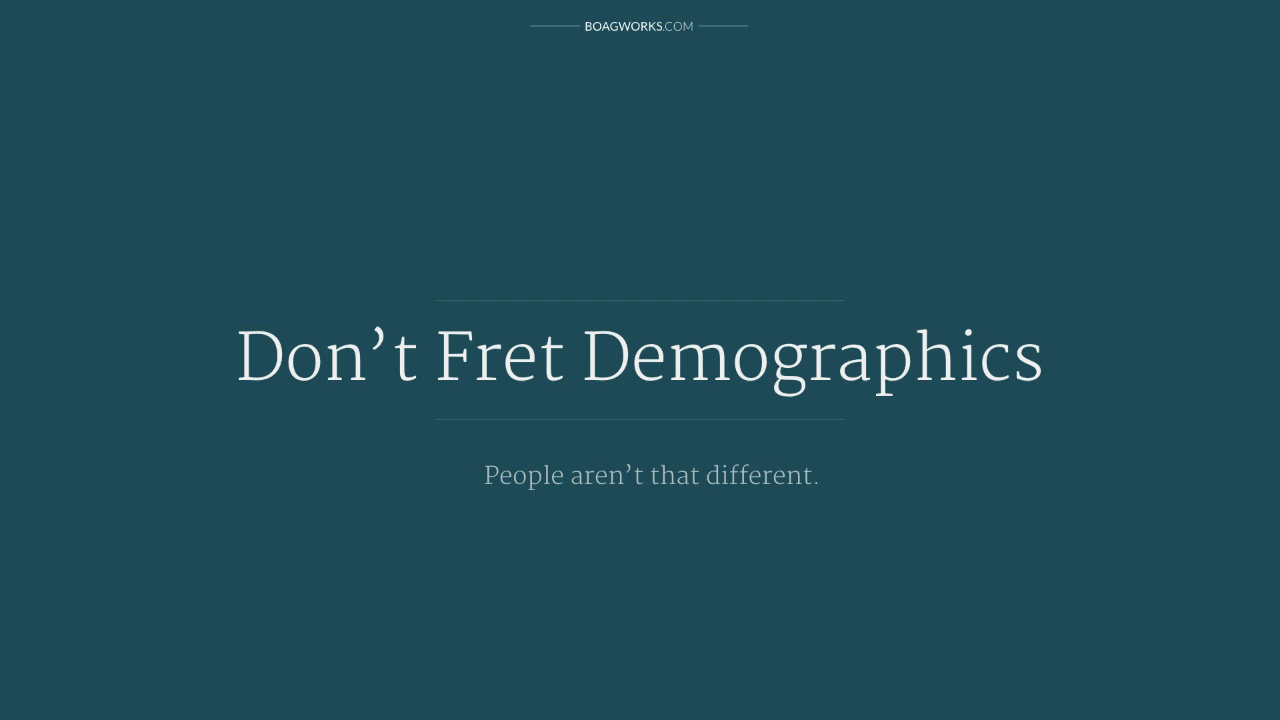 BOAGWORKS.COM
Don’t Fret Demographics
People aren’t that different.